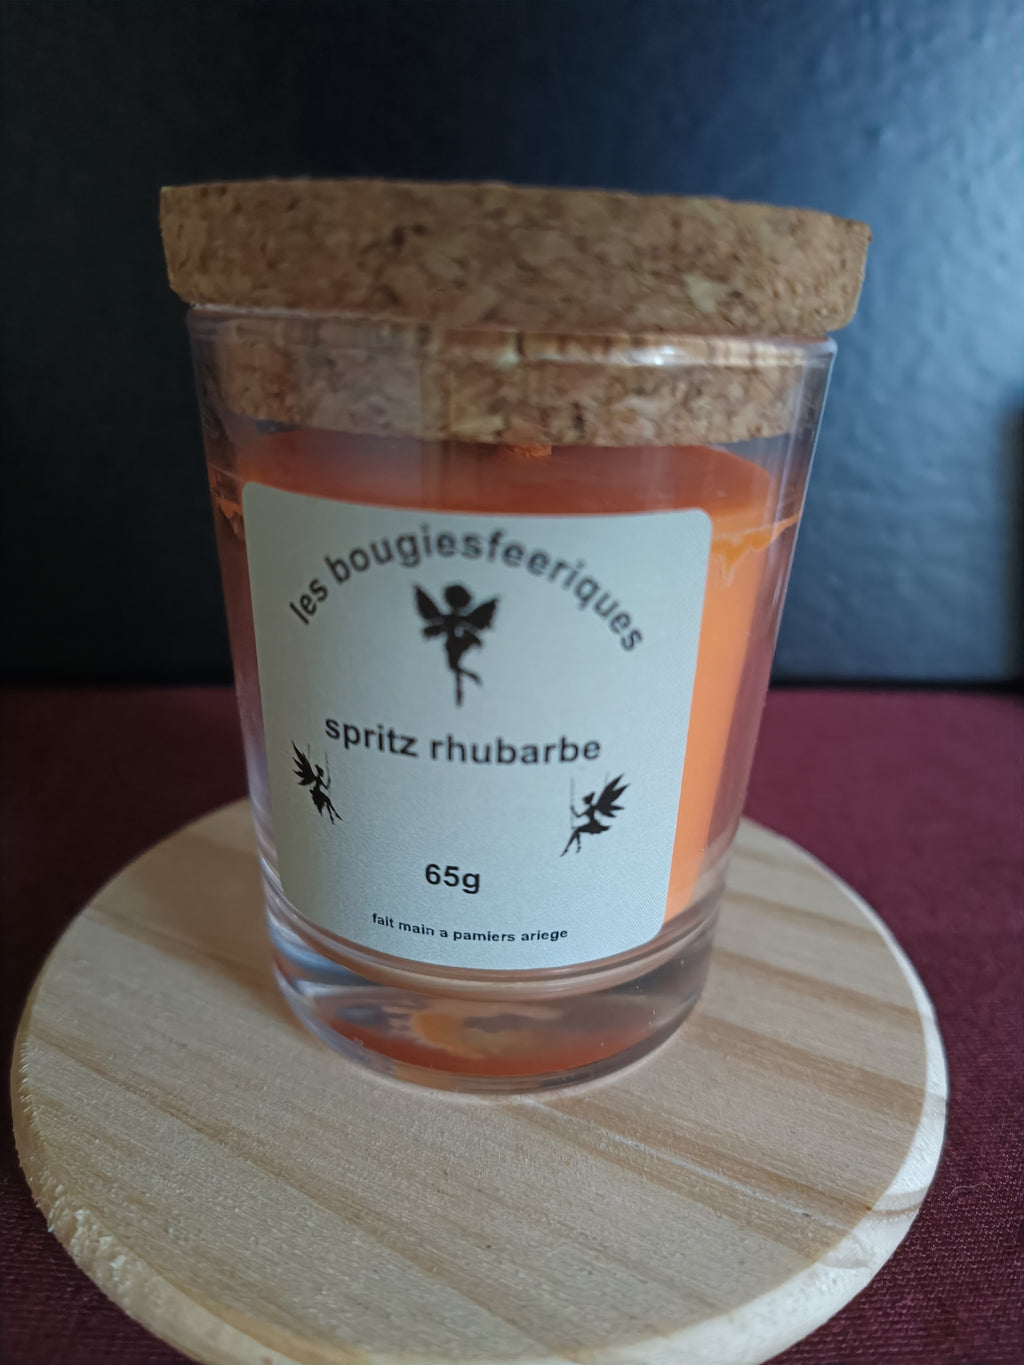 les bougiesfeeriques
spritz rhubarbe
65g
fait main a pamiers ariege